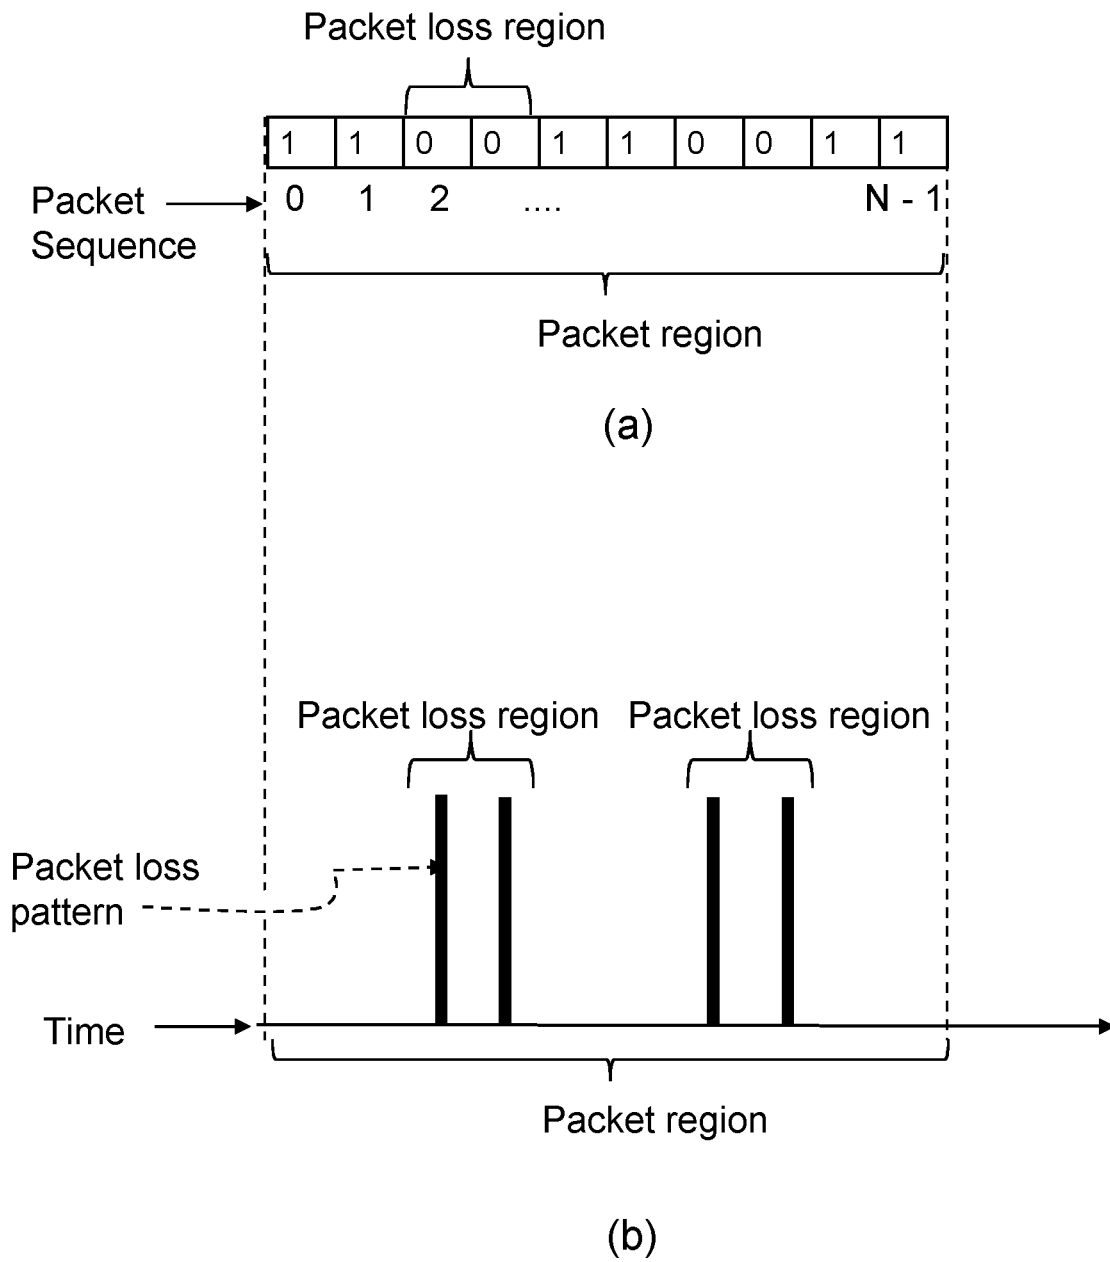 Packet loss region
1 1 0 0 1 1 0 0 1 1
Packet Sequence
0 1 2 .... N - 1
Packet region
(a)
Packet loss region Packet loss region
Packet loss
pattern
Time
Packet region
(b)